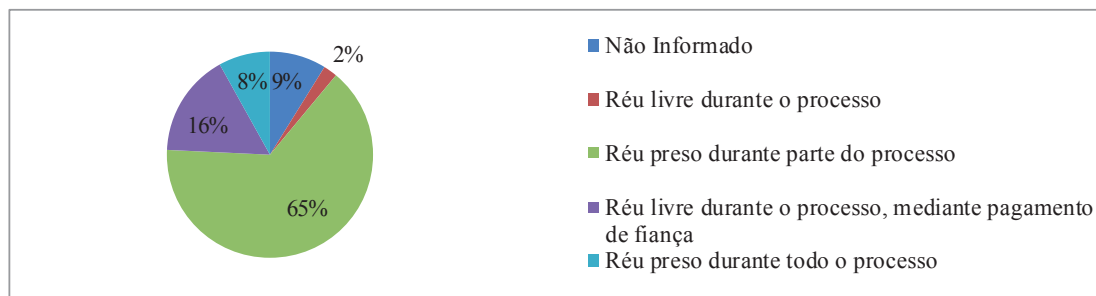 2%
8%
9%
16%
65%
Não Informado
Réu livre durante o processo
Réu preso durante parte do processo
Réu livre durante o processo, mediante pagamento
de fiança
Réu preso durante todo o processo